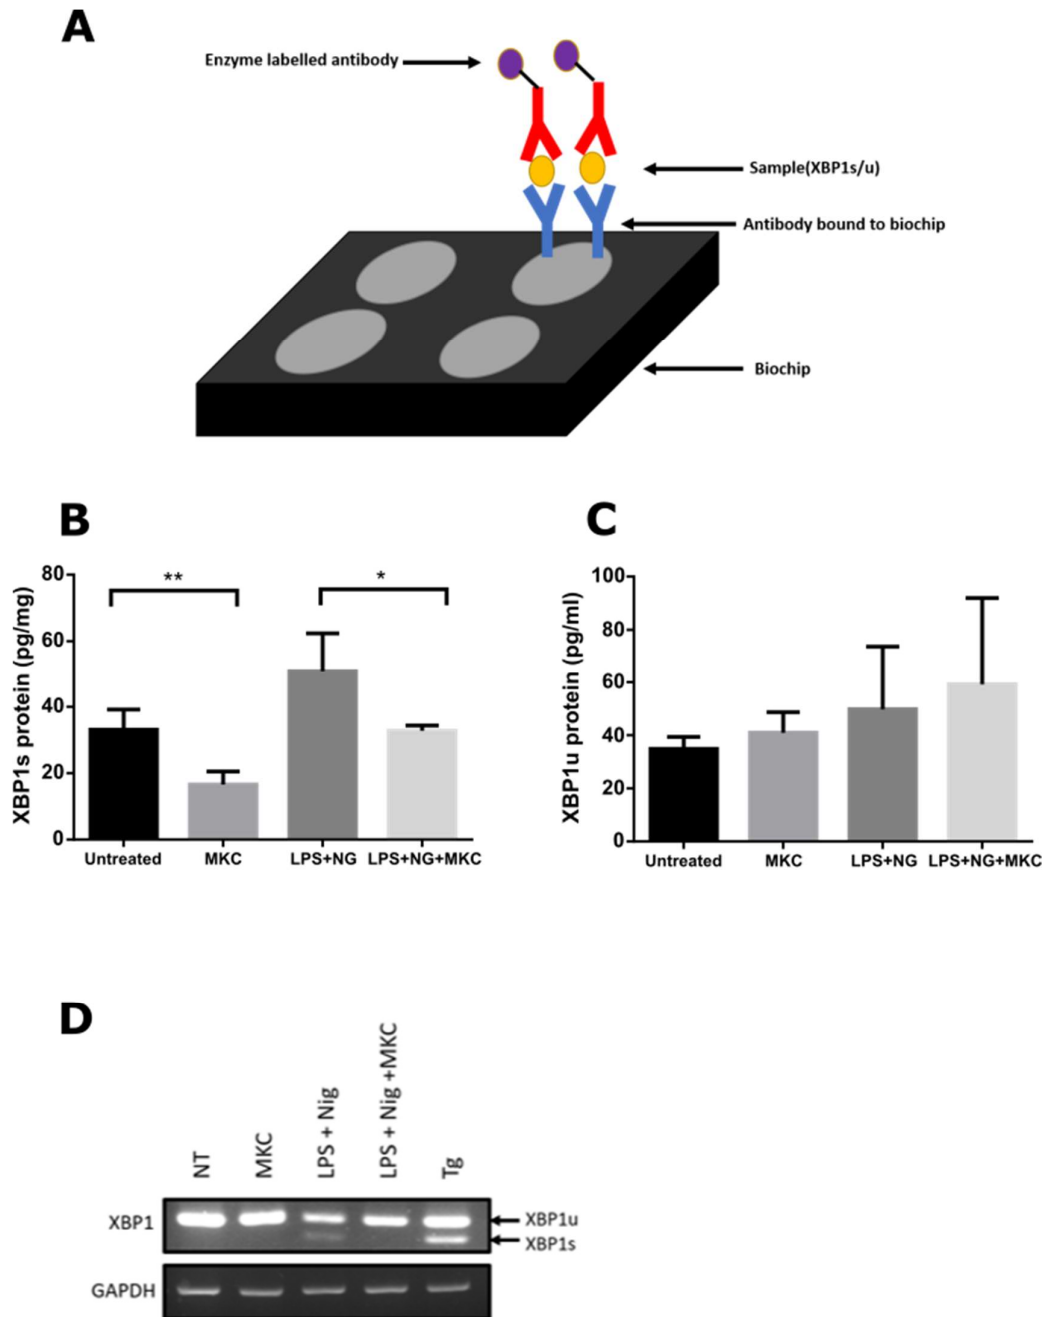 A
Enzyme labelled antibody
Sample(XBP1s/u)
Antibody bound to biochip
Biochip
B
XBP1s protein (pg/mg)
80
60
40
20
0
**
*
Untreated MKC LPS+NG LPS+NG+MKC
C
XBP1u protein (pg/ml)
100
80
60
40
20
0
Untreated MKC LPS+NG LPS+NG+MKC
D
NT
MKC
LPS + Nig
LPS + Nig +MKC
Tg
XBP1
XBP1u
XBP1s
GAPDH